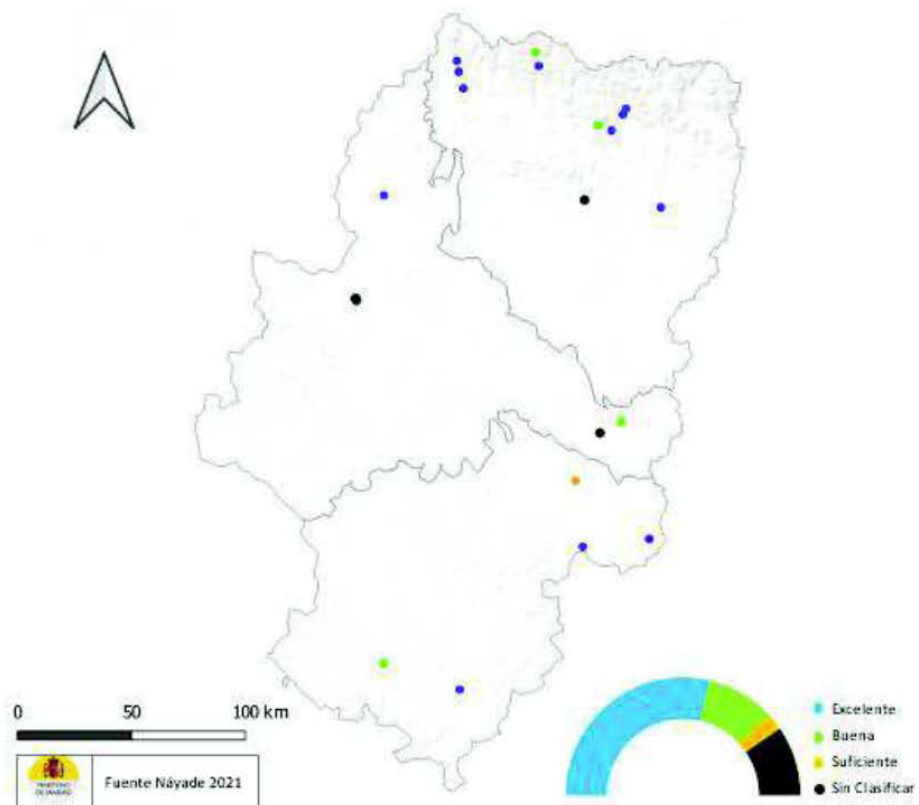 0 50 100 km
Fuente Náyade 2021
Excelente
Buena
Suficiente
Sin Clasificar